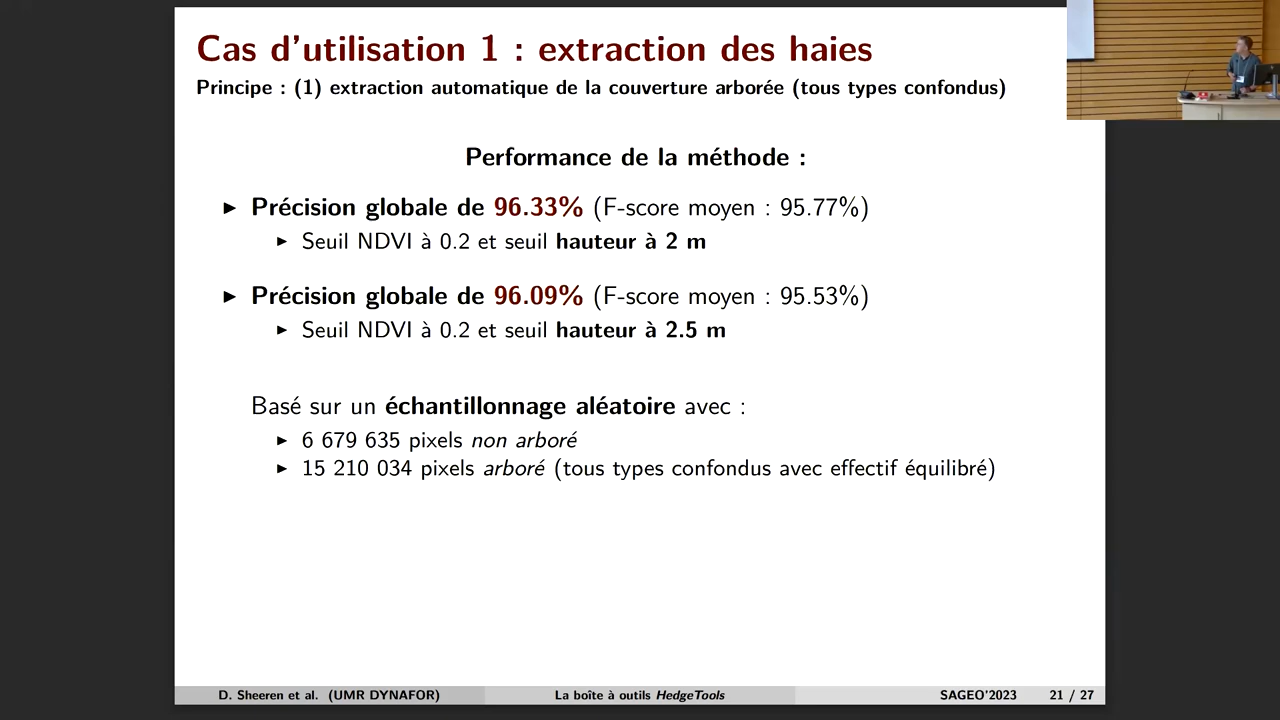 Cas d'utilisation 1 : extraction des haies
Principe : (1) extraction automatique de la couverture arborée (tous types confondus)
Performance de la méthode :
▶ Précision globale de 96.33% (F-score moyen : 95.77%)
▶ Seuil NDVI à 0.2 et seuil hauteur à 2 m
▶ Précision globale de 96.09% (F-score moyen : 95.53%)
▶ Seuil NDVI à 0.2 et seuil hauteur à 2.5 m
Basé sur un échantillonnage aléatoire avec :
▶ 6 679 635 pixels non arboré
▶ 15 210 034 pixels arboré (tous types confondus avec effectif équilibré)
D. Sheeren et al. (UMR DYNAFOR) La boîte à outils HedgeTools SAGEO'2023 21 / 27